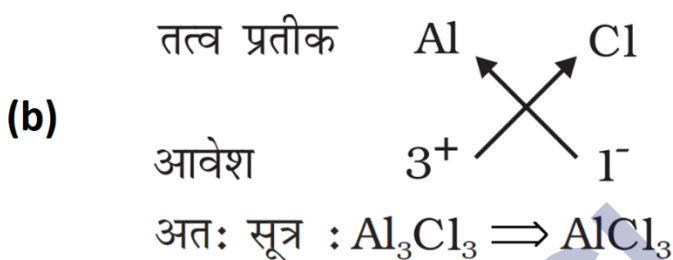 तत्व प्रतीक Al Cl
(b)
आवेश 3⁺ 1⁻
अतः सूत्र : Al₃Cl₃ ⟹ AlCl₃